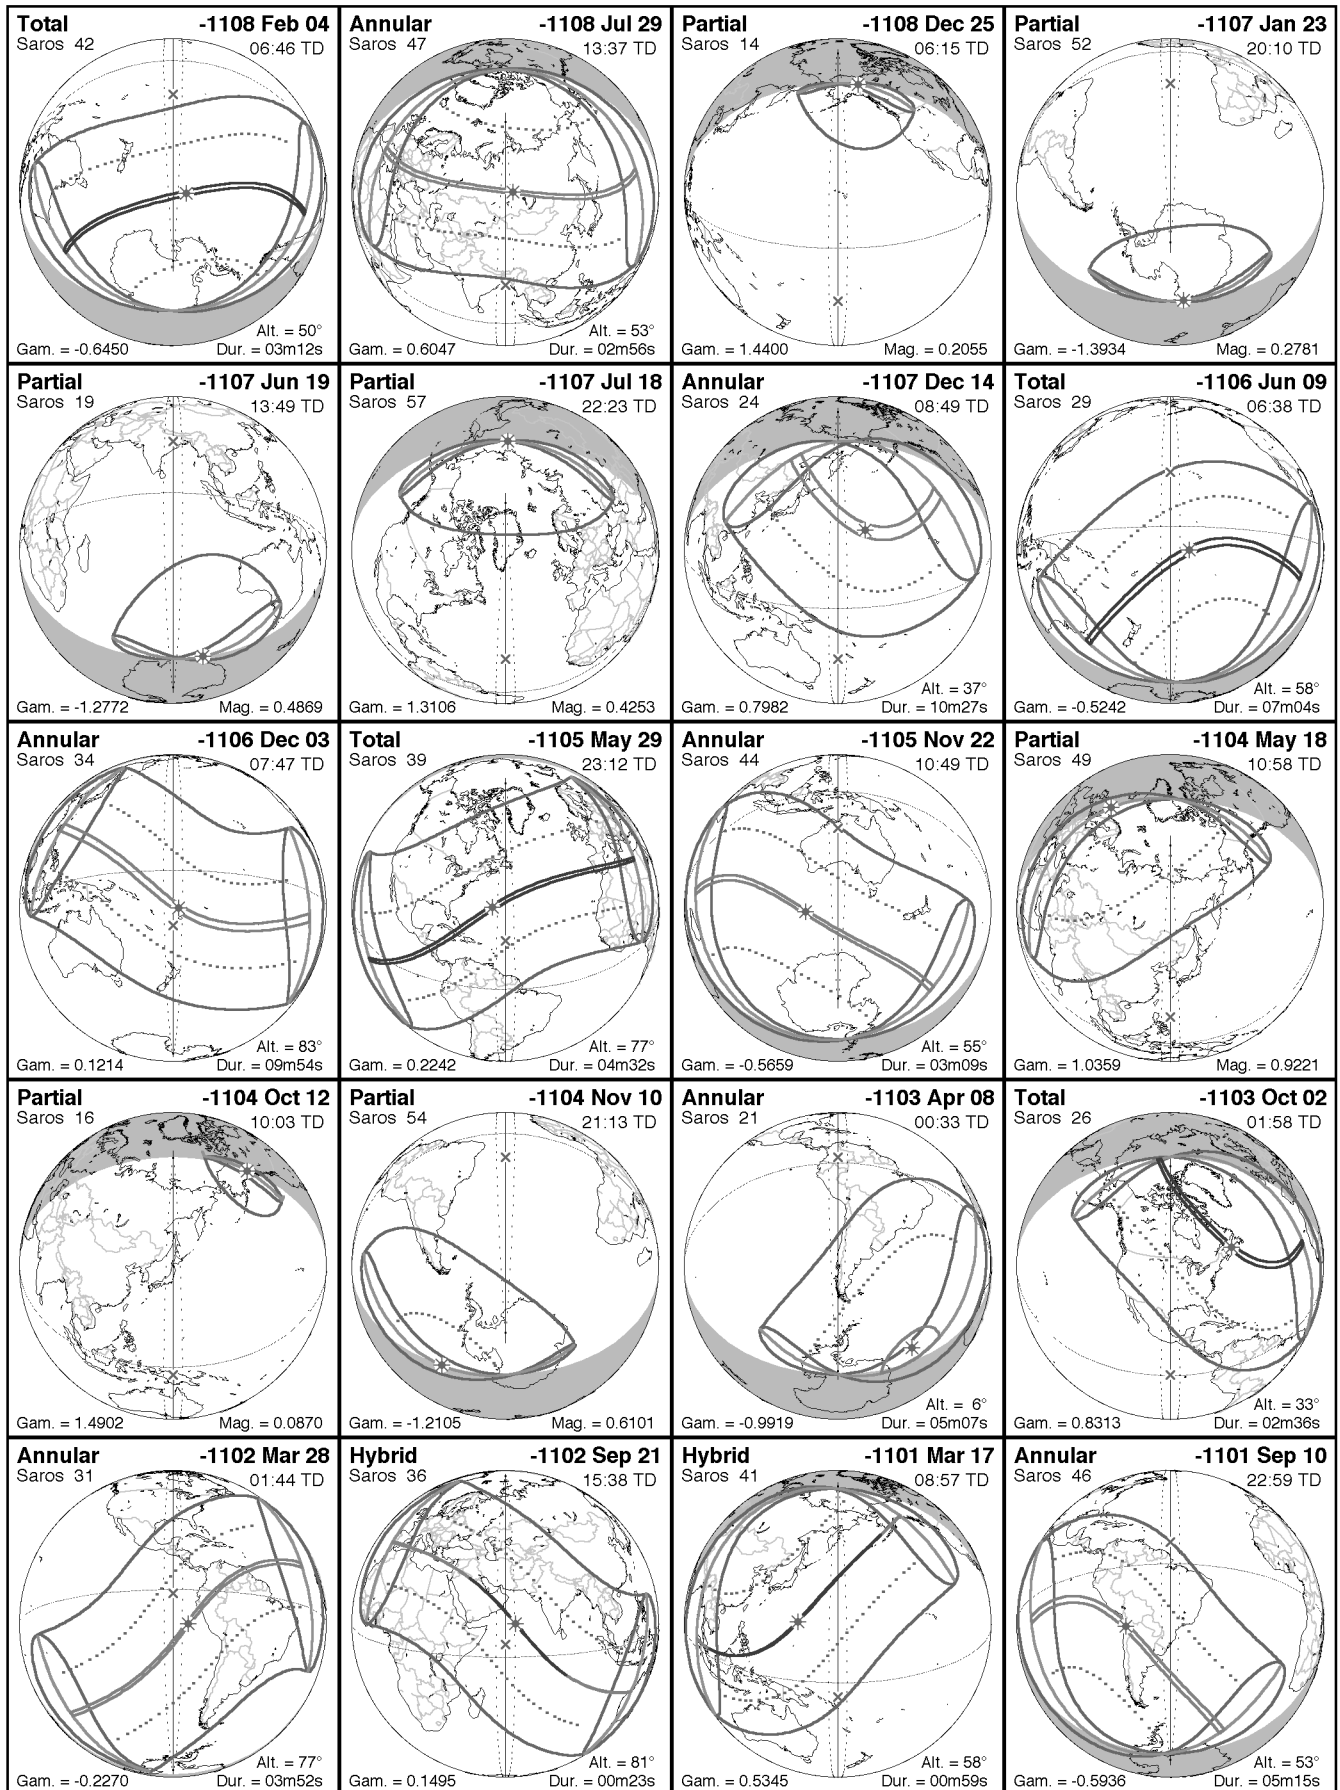 Total -1108 Feb 04
Saros 42 06:46 TD
Alt. = 50°
Gam. = -0.6450 Dur. = 03m12s
Annular -1108 Jul 29
Saros 47 13:37 TD
Alt. = 53°
Gam. = 0.6047 Dur. = 02m56s
Partial -1108 Dec 25
Saros 14 06:15 TD
Gam. = 1.4400 Mag. = 0.2055
Partial -1107 Jan 23
Saros 52 20:10 TD
Gam. = -1.3934 Mag. = 0.2781
Partial -1107 Jun 19
Saros 19 13:49 TD
Gam. = -1.2772 Mag. = 0.4869
Partial -1107 Jul 18
Saros 57 22:23 TD
Gam. = 1.3106 Mag. = 0.4253
Annular -1107 Dec 14
Saros 24 08:49 TD
Alt. = 37°
Gam. = 0.7982 Dur. = 10m27s
Total -1106 Jun 09
Saros 29 06:38 TD
Alt. = 58°
Gam. = -0.5242 Dur. = 07m04s
Annular -1106 Dec 03
Saros 34 07:47 TD
Alt. = 83°
Gam. = 0.1214 Dur. = 09m54s
Total -1105 May 29
Saros 39 23:12 TD
Alt. = 77°
Gam. = 0.2242 Dur. = 04m32s
Annular -1105 Nov 22
Saros 44 10:49 TD
Alt. = 55°
Gam. = -0.5659 Dur. = 03m09s
Partial -1104 May 18
Saros 49 10:58 TD
Gam. = 1.0359 Mag. = 0.9221
Partial -1104 Oct 12
Saros 16 10:03 TD
Gam. = 1.4902 Mag. = 0.0870
Partial -1104 Nov 10
Saros 54 21:13 TD
Gam. = -1.2105 Mag. = 0.6101
Annular -1103 Apr 08
Saros 21 00:33 TD
Alt. = 6°
Gam. = -0.9919 Dur. = 05m07s
Total -1103 Oct 02
Saros 26 01:58 TD
Alt. = 33°
Gam. = 0.8313 Dur. = 02m36s
Annular -1102 Mar 28
Saros 31 01:44 TD
Alt. = 77°
Gam. = -0.2270 Dur. = 03m52s
Hybrid -1102 Sep 21
Saros 36 15:38 TD
Alt. = 81°
Gam. = 0.1495 Dur. = 00m23s
Hybrid -1101 Mar 17
Saros 41 08:57 TD
Alt. = 58°
Gam. = 0.5345 Dur. = 00m59s
Annular -1101 Sep 10
Saros 46 22:59 TD
Alt. = 53°
Gam. = -0.5936 Dur. = 05m15s